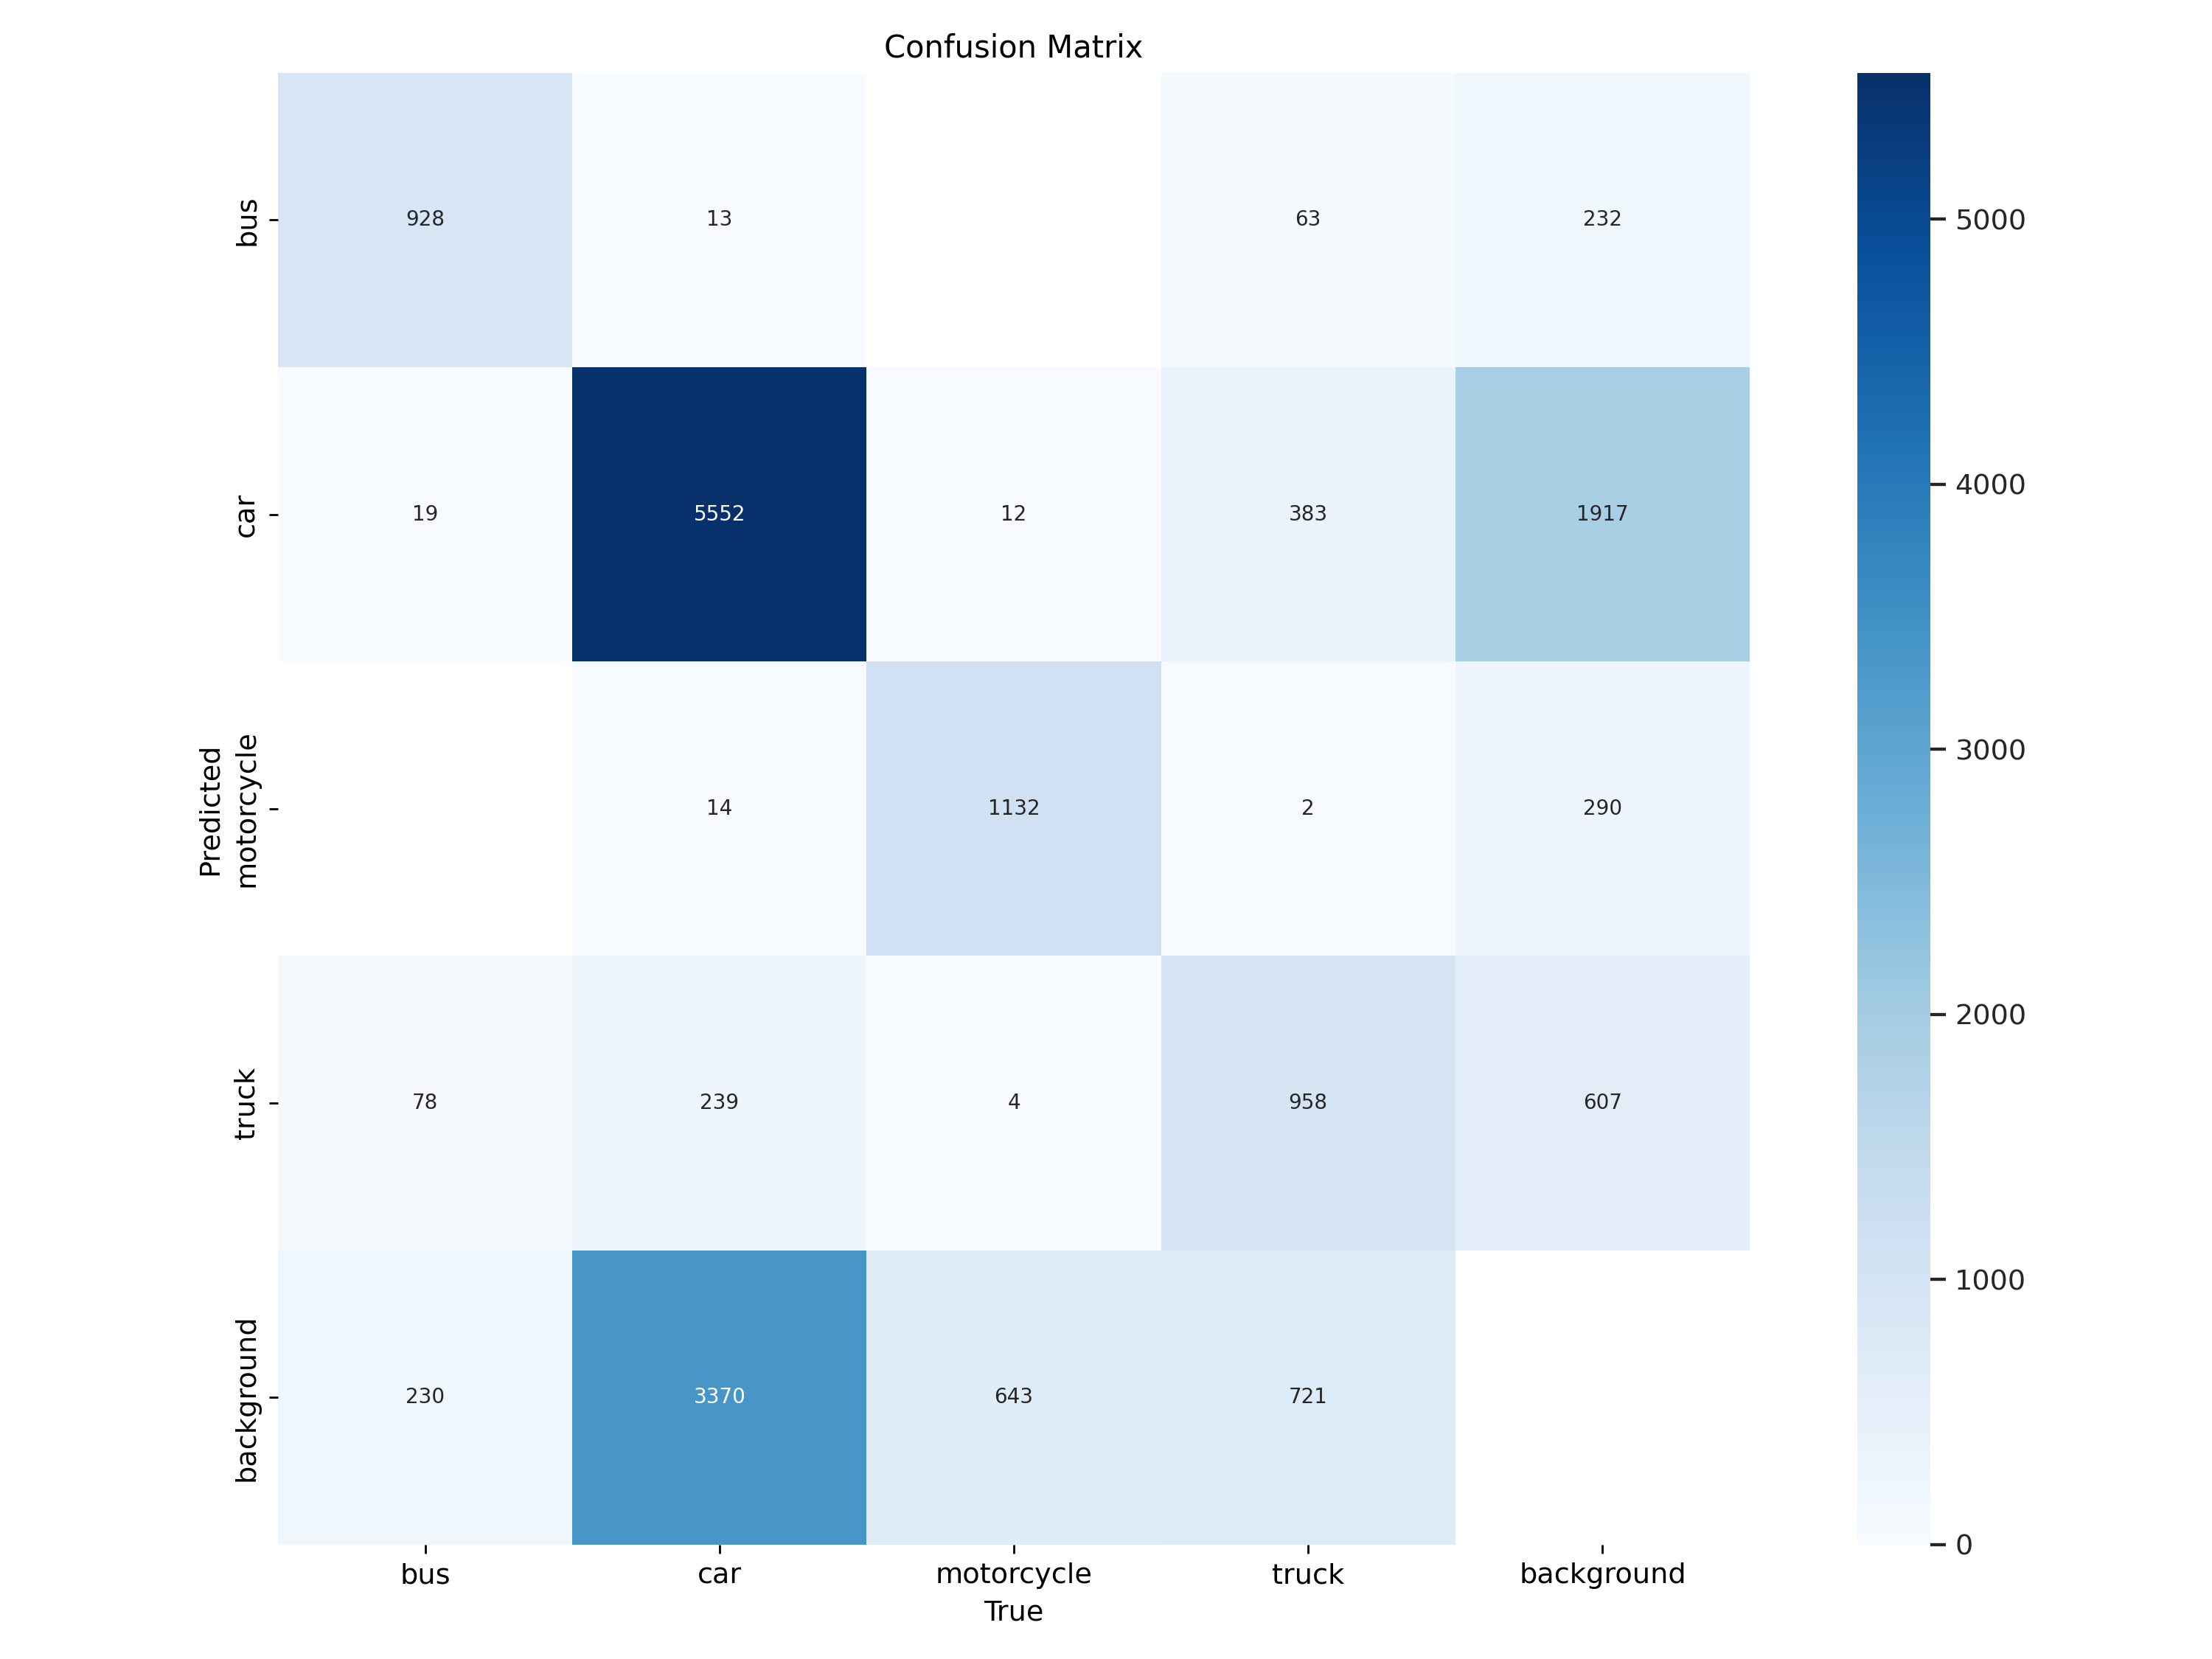 Confusion Matrix
bus 928 13 63 232
car 19 5552 12 383 1917
Predicted
motorcycle 14 1132 2 290
truck 78 239 4 958 607
background 230 3370 643 721
bus car motorcycle truck background
True
5000
4000
3000
2000
1000
0